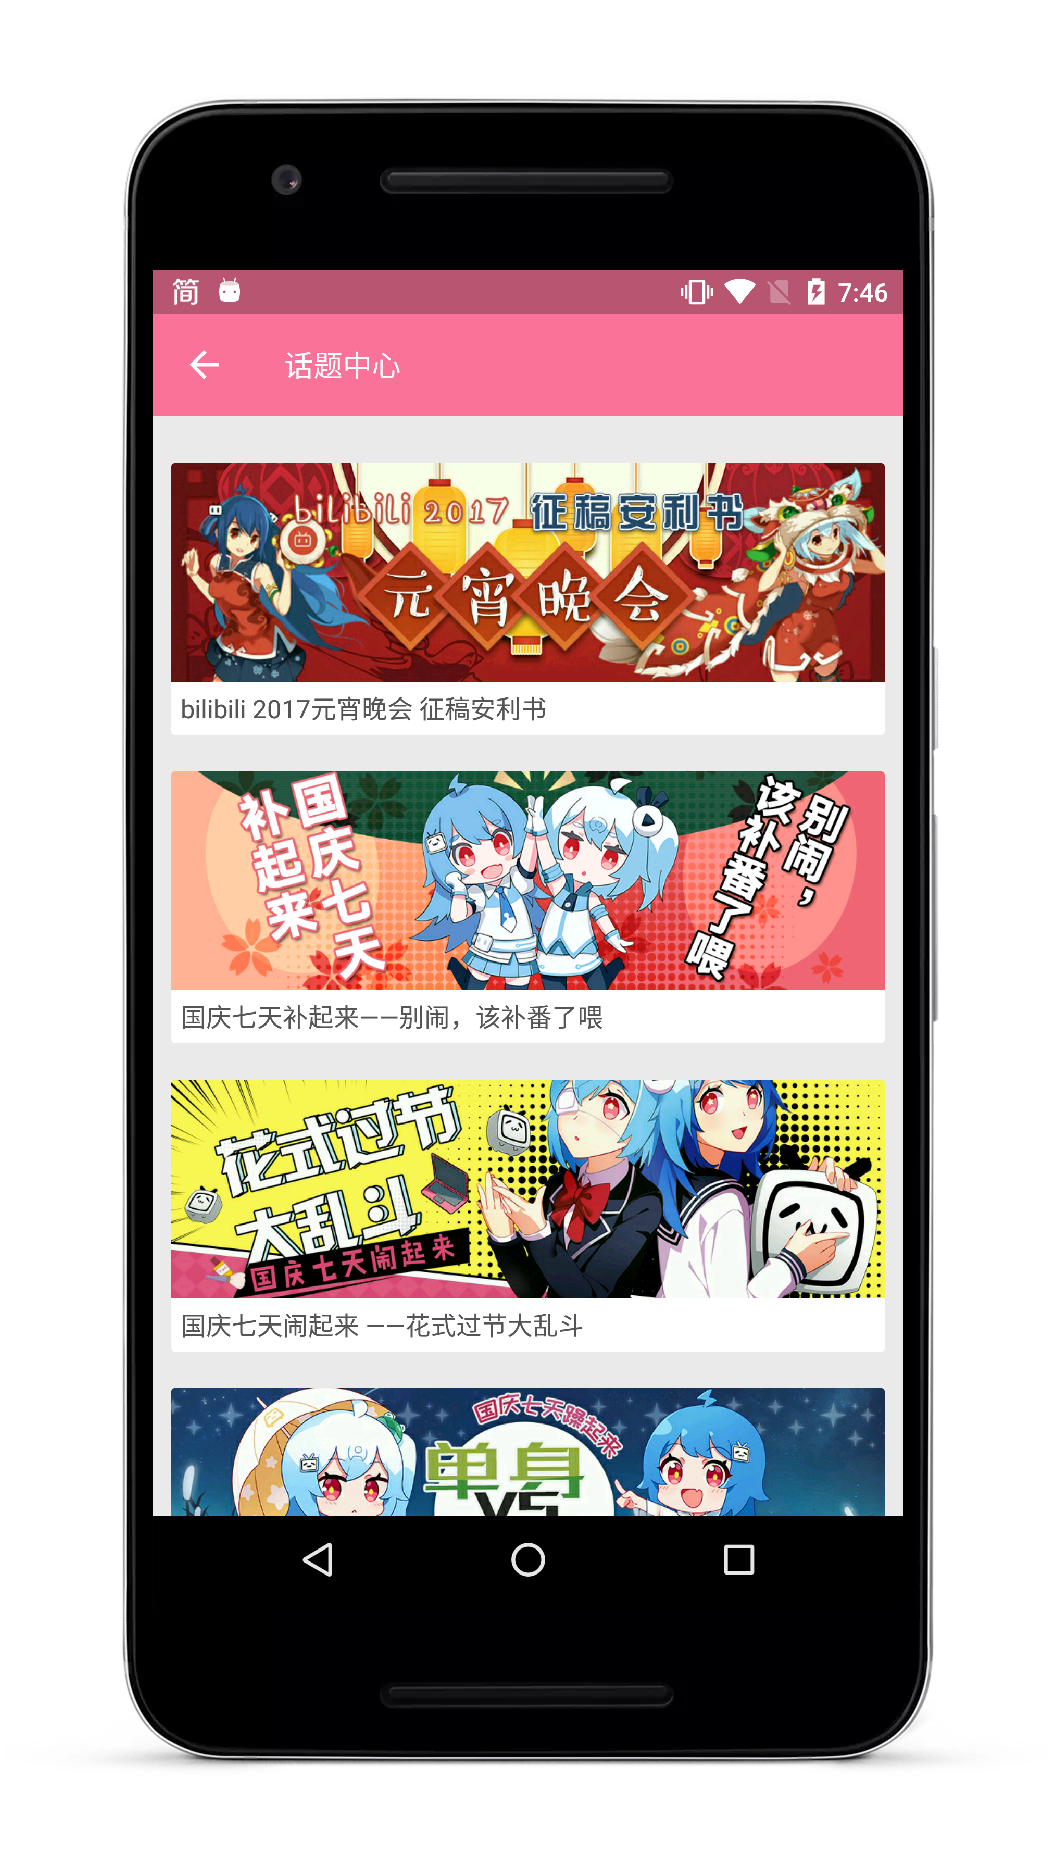 简
7:46
话题中心
bilibili 2017 征稿安利书
元宵晚会
bilibili 2017元宵晚会 征稿安利书
国庆七天
补起来
别闹，
该补番了喂
国庆七天补起来——别闹，该补番了喂
花式过节
大乱斗
国庆七天闹起来
国庆七天闹起来 ——花式过节大乱斗
国庆七天躁起来
单身
VS